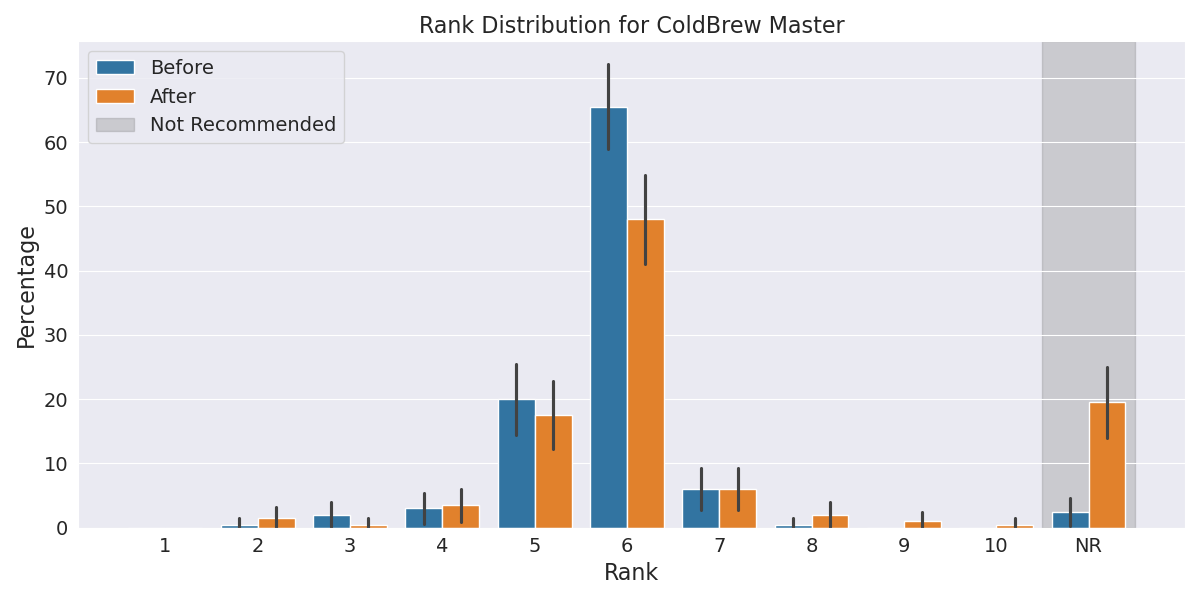 Rank Distribution for ColdBrew Master
Before
After
Not Recommended
Percentage
70
60
50
40
30
20
10
0
1 2 3 4 5 6 7 8 9 10 NR
Rank